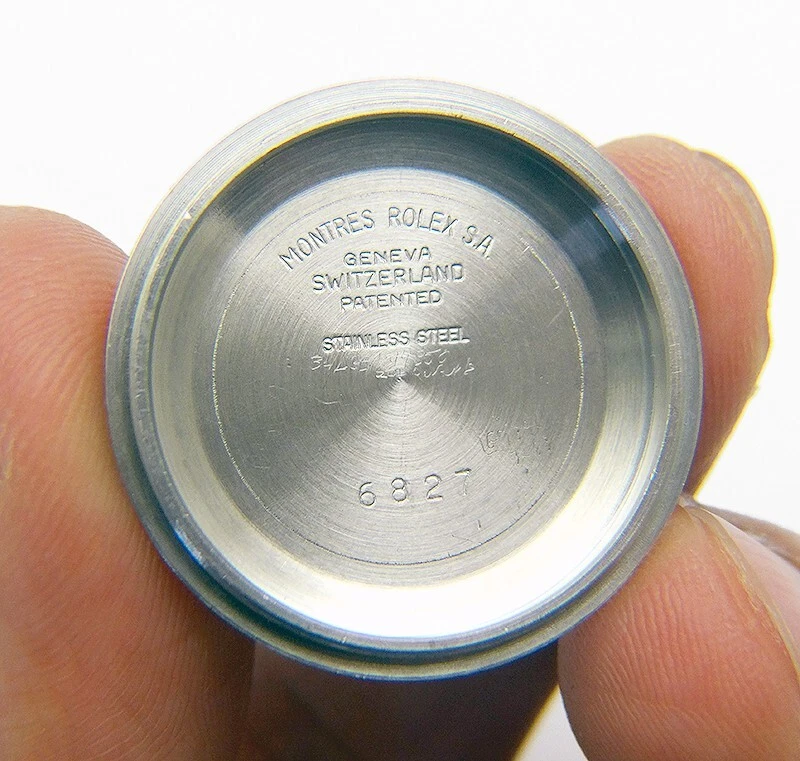 MONTRES ROLEX S.A.
GENEVA
SWITZERLAND
PATENTED
STAINLESS STEEL
6827